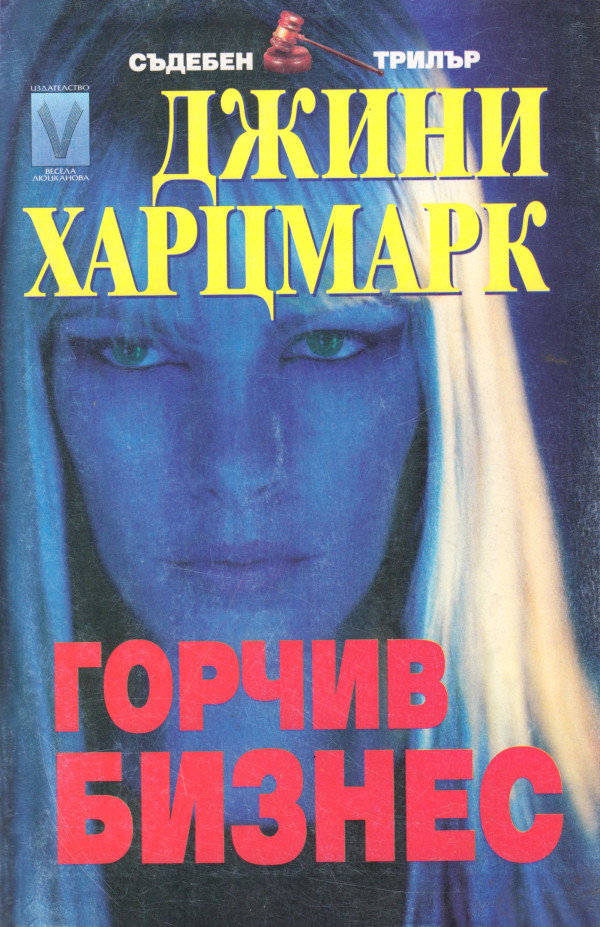 СЪДЕБЕН ТРИЛЪР
ИЗДАТЕЛСТВО
ВЕСЕЛА
ЛЮЦКАНОВА
ДЖИНИ
ХАРЦМАРК
ГОРЧИВ
БИЗНЕС